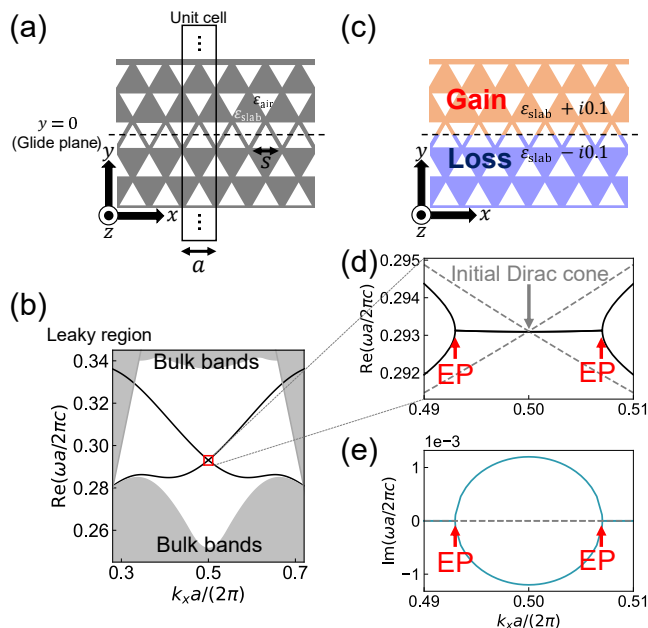 (a)
Unit cell
⋮
ε_air
ε_slab
y = 0
(Glide plane)
s
y
x
z
⋮
a
(c)
Gain
ε_slab + i0.1
Loss
ε_slab − i0.1
y
x
z
(b)
Leaky region
Bulk bands
Re(ωa/2πc)
0.34
0.32
0.30
0.28
0.26
Bulk bands
0.3
0.5
0.7
k_x a/(2π)
(d)
Initial Dirac cone
Re(ωa/2πc)
0.295
0.294
0.293
0.292
EP
EP
0.49
0.50
0.51
(e)
1e−3
Im(ωa/2πc)
1
0
−1
EP
EP
0.49
0.50
0.51
k_x a/(2π)